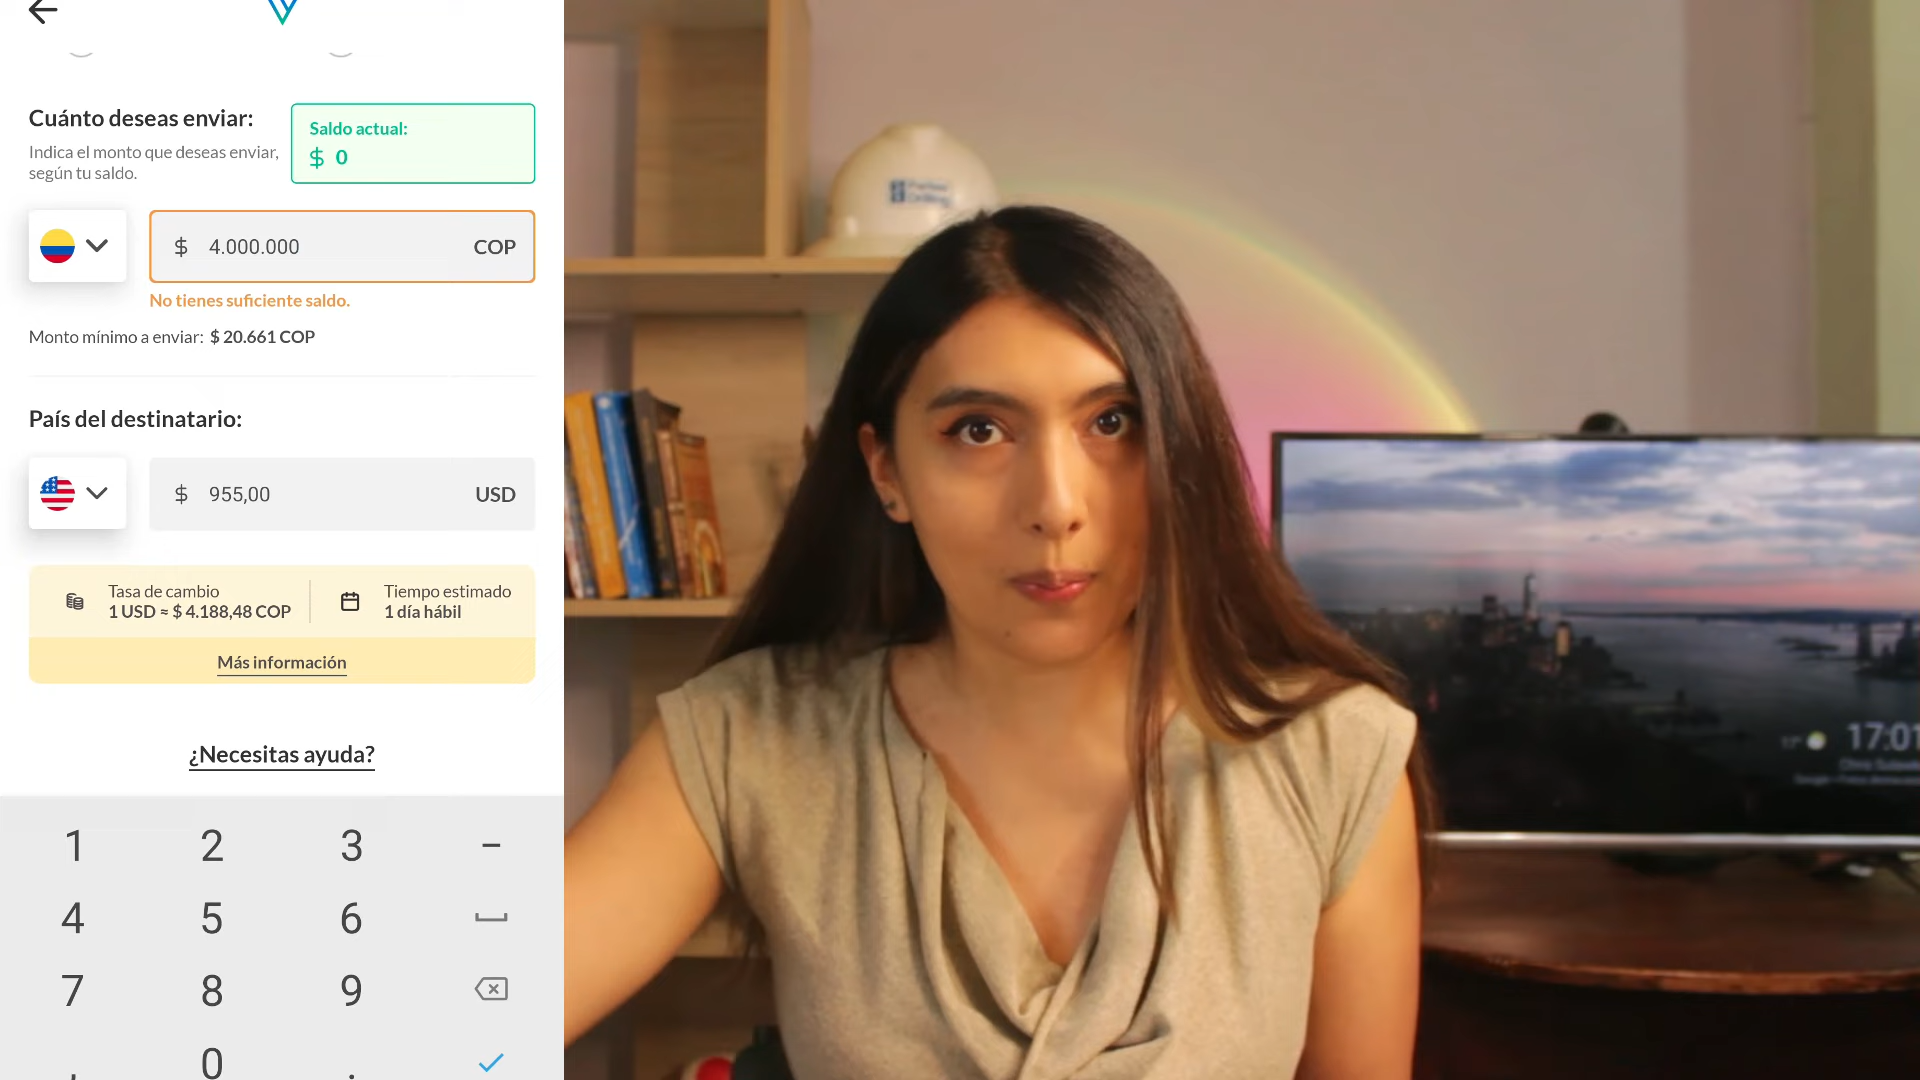 Cuánto deseas enviar:
Indica el monto que deseas enviar,
según tu saldo.
Saldo actual:
$ 0
$ 4.000.000 COP
No tienes suficiente saldo.
Monto mínimo a enviar: $ 20.661 COP
País del destinatario:
$ 955,00 USD
Tasa de cambio
1 USD ≈ $ 4.188,48 COP
Tiempo estimado
1 día hábil
Más información
¿Necesitas ayuda?
1 2 3 -
4 5 6
7 8 9
, 0 .
Parker
Drilling
17:01